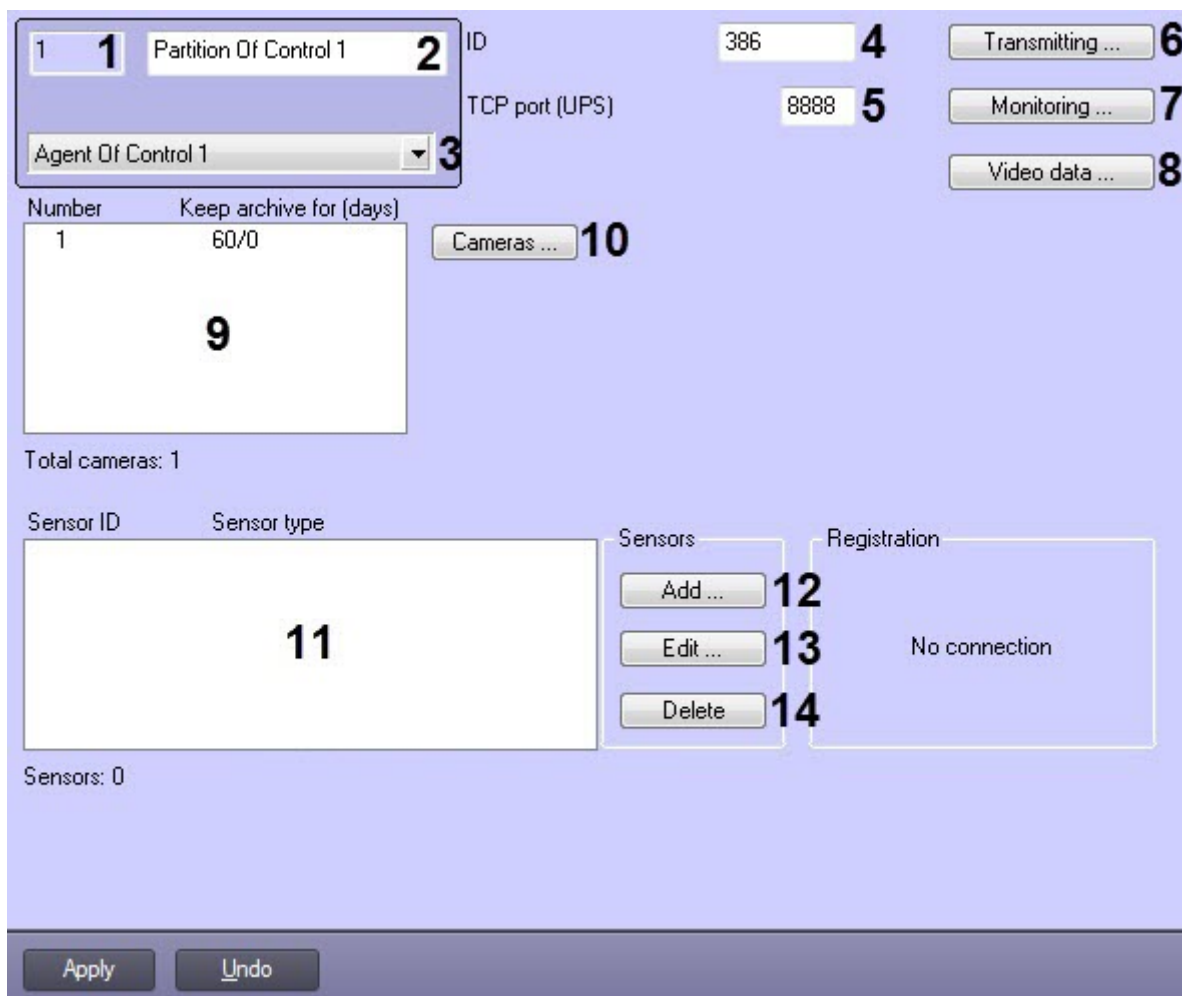 1 1 Partition Of Control 1 2 ID 386 4 Transmitting ... 6
TCP port (UPS) 8888 5 Monitoring ... 7
Agent Of Control 1 3 Video data ... 8
Number Keep archive for (days)
1 60/0 Cameras ... 10
9
Total cameras: 1
Sensor ID Sensor type Sensors Registration
Add ... 12
11 Edit ... 13 No connection
Delete 14
Sensors: 0
Apply Undo